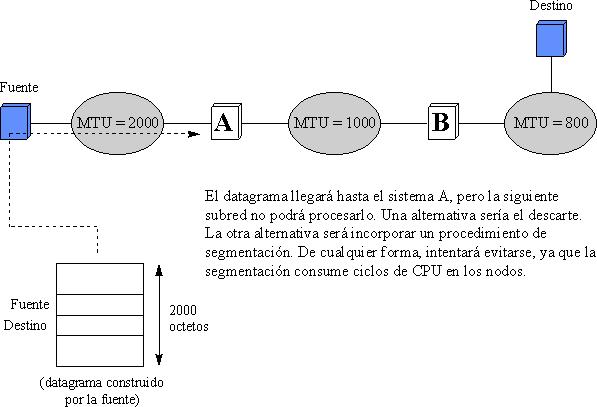 Destino
Fuente
MTU = 2000
A
MTU = 1000
B
MTU = 800
El datagrama llegará hasta el sistema A, pero la siguiente
subred no podrá procesarlo. Una alternativa sería el descarte.
La otra alternativa será incorporar un procedimiento de
segmentación. De cualquier forma, intentará evitarse, ya que la
segmentación consume ciclos de CPU en los nodos.
Fuente
Destino
2000
octetos
(datagrama construido
por la fuente)